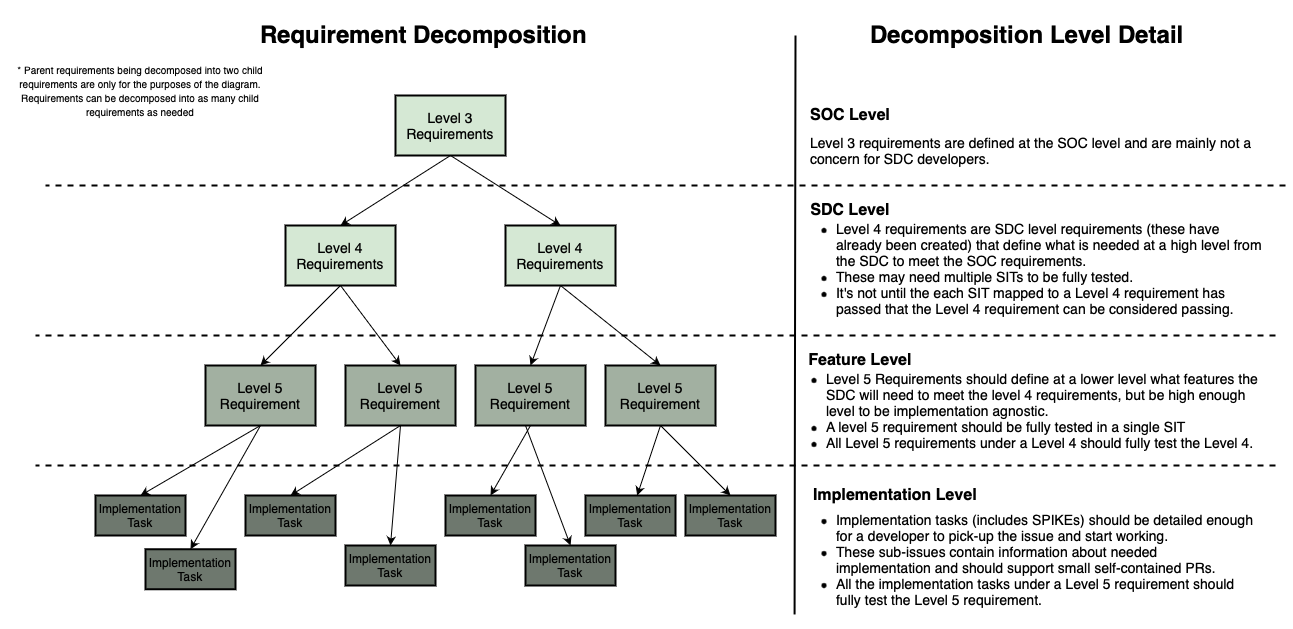 Requirement Decomposition
* Parent requirements being decomposed into two child
requirements are only for the purposes of the diagram.
Requirements can be decomposed into as many child
requirements as needed
Level 3
Requirements
Level 4
Requirements
Level 4
Requirements
Level 5
Requirement
Level 5
Requirement
Level 5
Requirement
Level 5
Requirement
Implementation
Task
Implementation
Task
Implementation
Task
Implementation
Task
Implementation
Task
Implementation
Task
Implementation
Task
Implementation
Task
Decomposition Level Detail
SOC Level
Level 3 requirements are defined at the SOC level and are mainly not a
concern for SDC developers.
SDC Level
• Level 4 requirements are SDC level requirements (these have
already been created) that define what is needed at a high level from
the SDC to meet the SOC requirements.
• These may need multiple SITs to be fully tested.
• It's not until the each SIT mapped to a Level 4 requirement has
passed that the Level 4 requirement can be considered passing.
Feature Level
• Level 5 Requirements should define at a lower level what features the
SDC will need to meet the level 4 requirements, but be high enough
level to be implementation agnostic.
• A level 5 requirement should be fully tested in a single SIT
• All Level 5 requirements under a Level 4 should fully test the Level 4.
Implementation Level
• Implementation tasks (includes SPIKEs) should be detailed enough
for a developer to pick-up the issue and start working.
• These sub-issues contain information about needed
implementation and should support small self-contained PRs.
• All the implementation tasks under a Level 5 requirement should
fully test the Level 5 requirement.